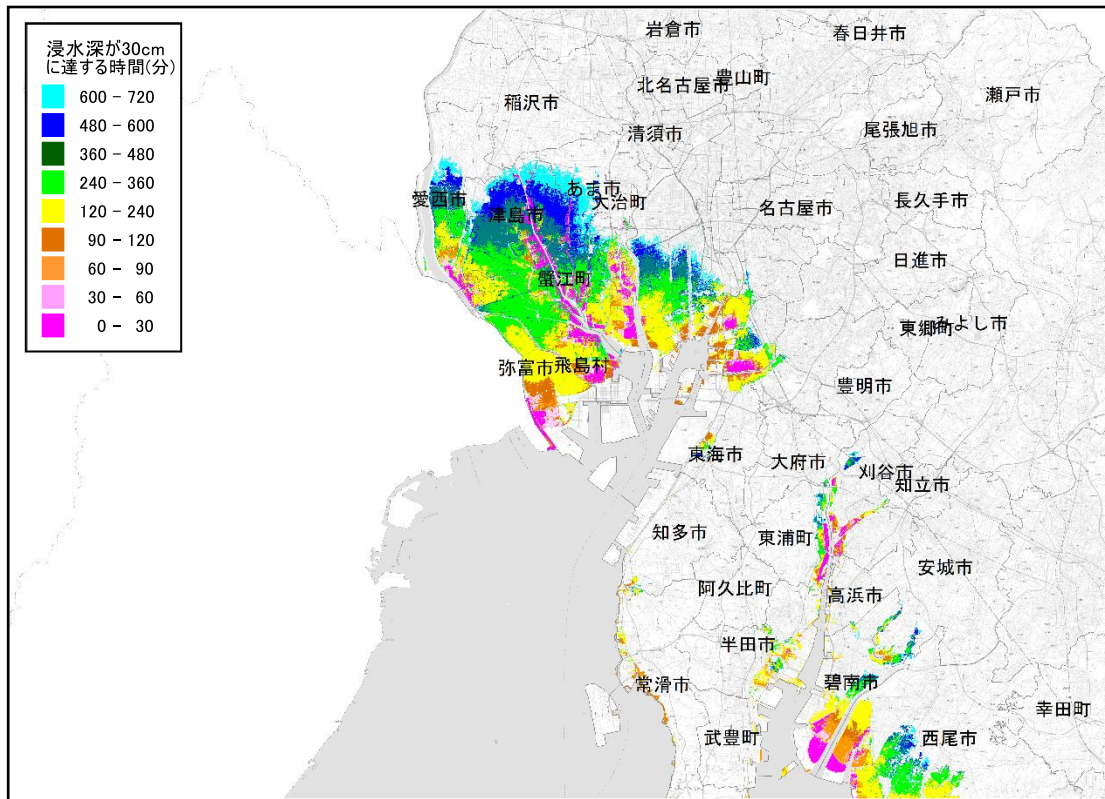 浸水深が30cm
に達する時間(分)
600 - 720
480 - 600
360 - 480
240 - 360
120 - 240
90 - 120
60 - 90
30 - 60
0 - 30
岩倉市
春日井市
北名古屋市
豊山町
瀬戸市
稲沢市
清須市
尾張旭市
愛西市
あま市
大治町
津島市
名古屋市
長久手市
日進市
蟹江町
東郷町
みよし市
弥富市
飛島村
豊明市
東海市
大府市
刈谷市
知立市
知多市
東浦町
安城市
阿久比町
高浜市
半田市
常滑市
碧南市
武豊町
西尾市
幸田町